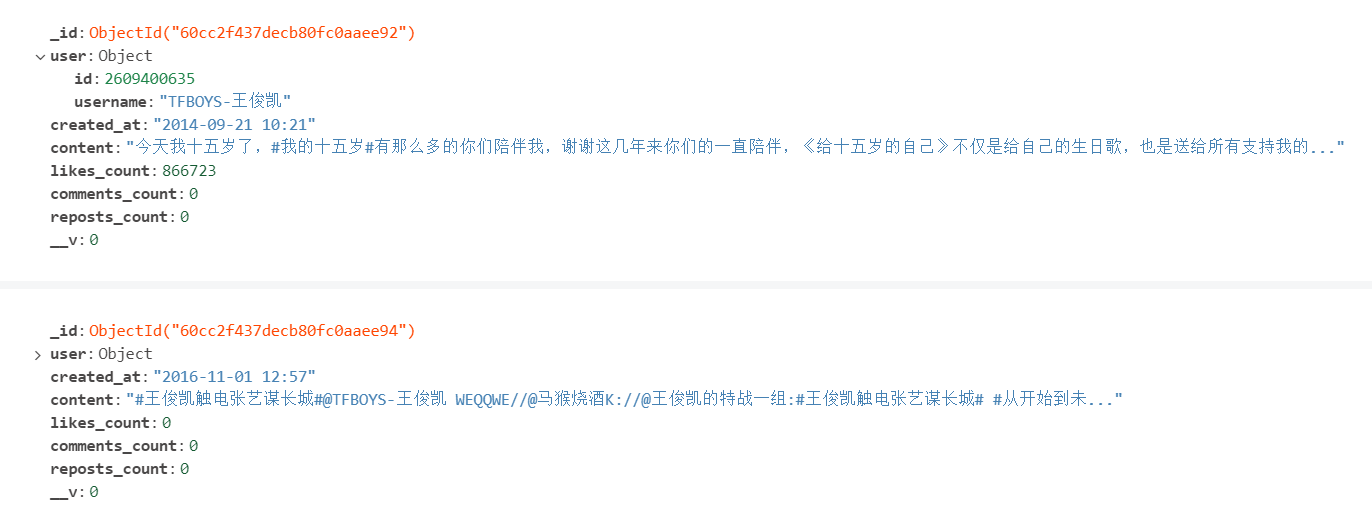 _id: ObjectId("60cc2f437decb80fc0aaee92")
user: Object
id: 2609400635
username: "TFBOYS-王俊凯"
created_at: "2014-09-21 10:21"
content: "今天我十五岁了，#我的十五岁#有那么多的你们陪伴我，谢谢这几年来你们的一直陪伴，《给十五岁的自己》不仅是给自己的生日歌，也是送给所有支持我的..."
likes_count: 866723
comments_count: 0
reposts_count: 0
__v: 0
_id: ObjectId("60cc2f437decb80fc0aaee94")
user: Object
created_at: "2016-11-01 12:57"
content: "#王俊凯触电张艺谋长城#@TFBOYS-王俊凯 WEQQWE//@马猴烧酒K://@王俊凯的特战一组:#王俊凯触电张艺谋长城# #从开始到未..."
likes_count: 0
comments_count: 0
reposts_count: 0
__v: 0